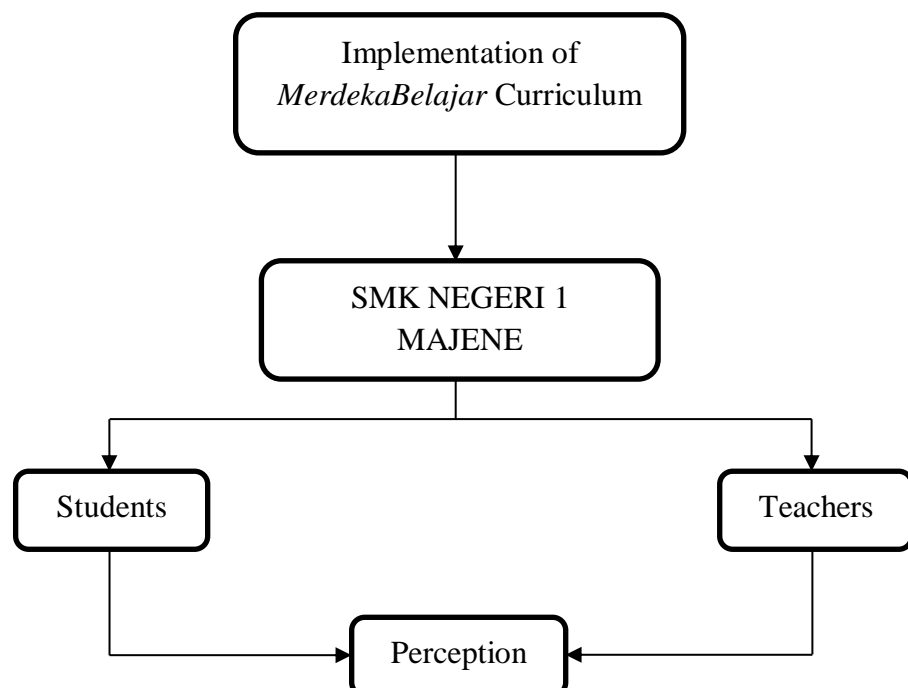 Implementation of
MerdekaBelajar Curriculum
SMK NEGERI 1
MAJENE
Students
Teachers
Perception